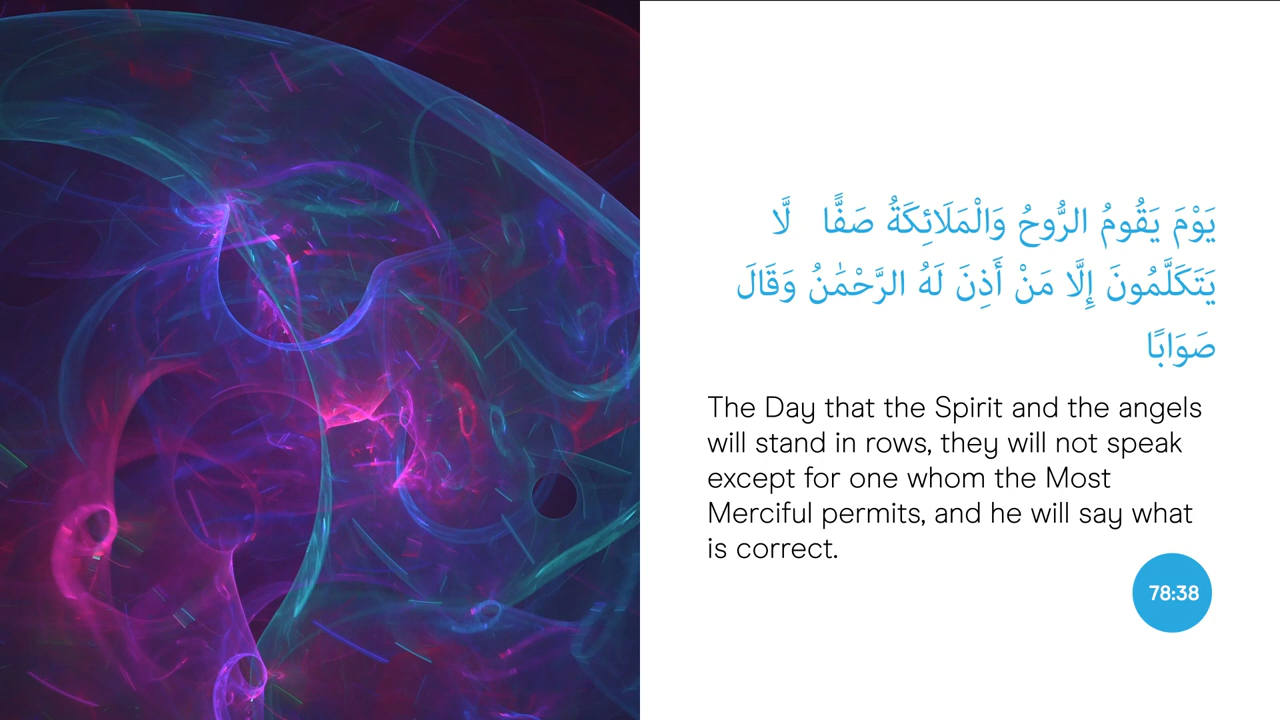 يَوْمَ يَقُومُ الرُّوحُ وَالْمَلَائِكَةُ صَفًّا لَّا
يَتَكَلَّمُونَ إِلَّا مَنْ أَذِنَ لَهُ الرَّحْمَٰنُ وَقَالَ
صَوَابًا
The Day that the Spirit and the angels
will stand in rows, they will not speak
except for one whom the Most
Merciful permits, and he will say what
is correct.
78:38